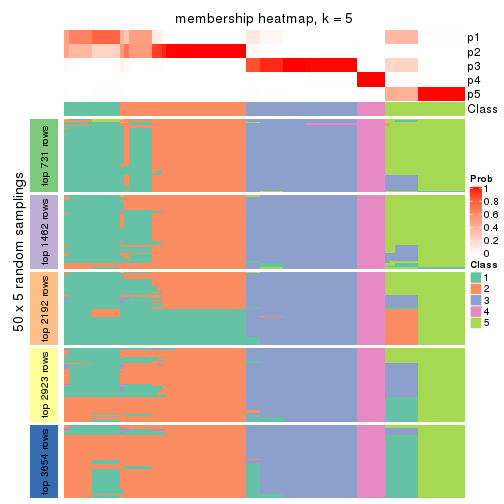 membership heatmap, k = 5
p1
p2
p3
p4
p5
Class
50 x 5 random samplings
top 731 rows
top 1462 rows
top 2192 rows
top 2923 rows
top 3654 rows
Prob
1
0.8
0.6
0.4
0.2
0
Class
1
2
3
4
5